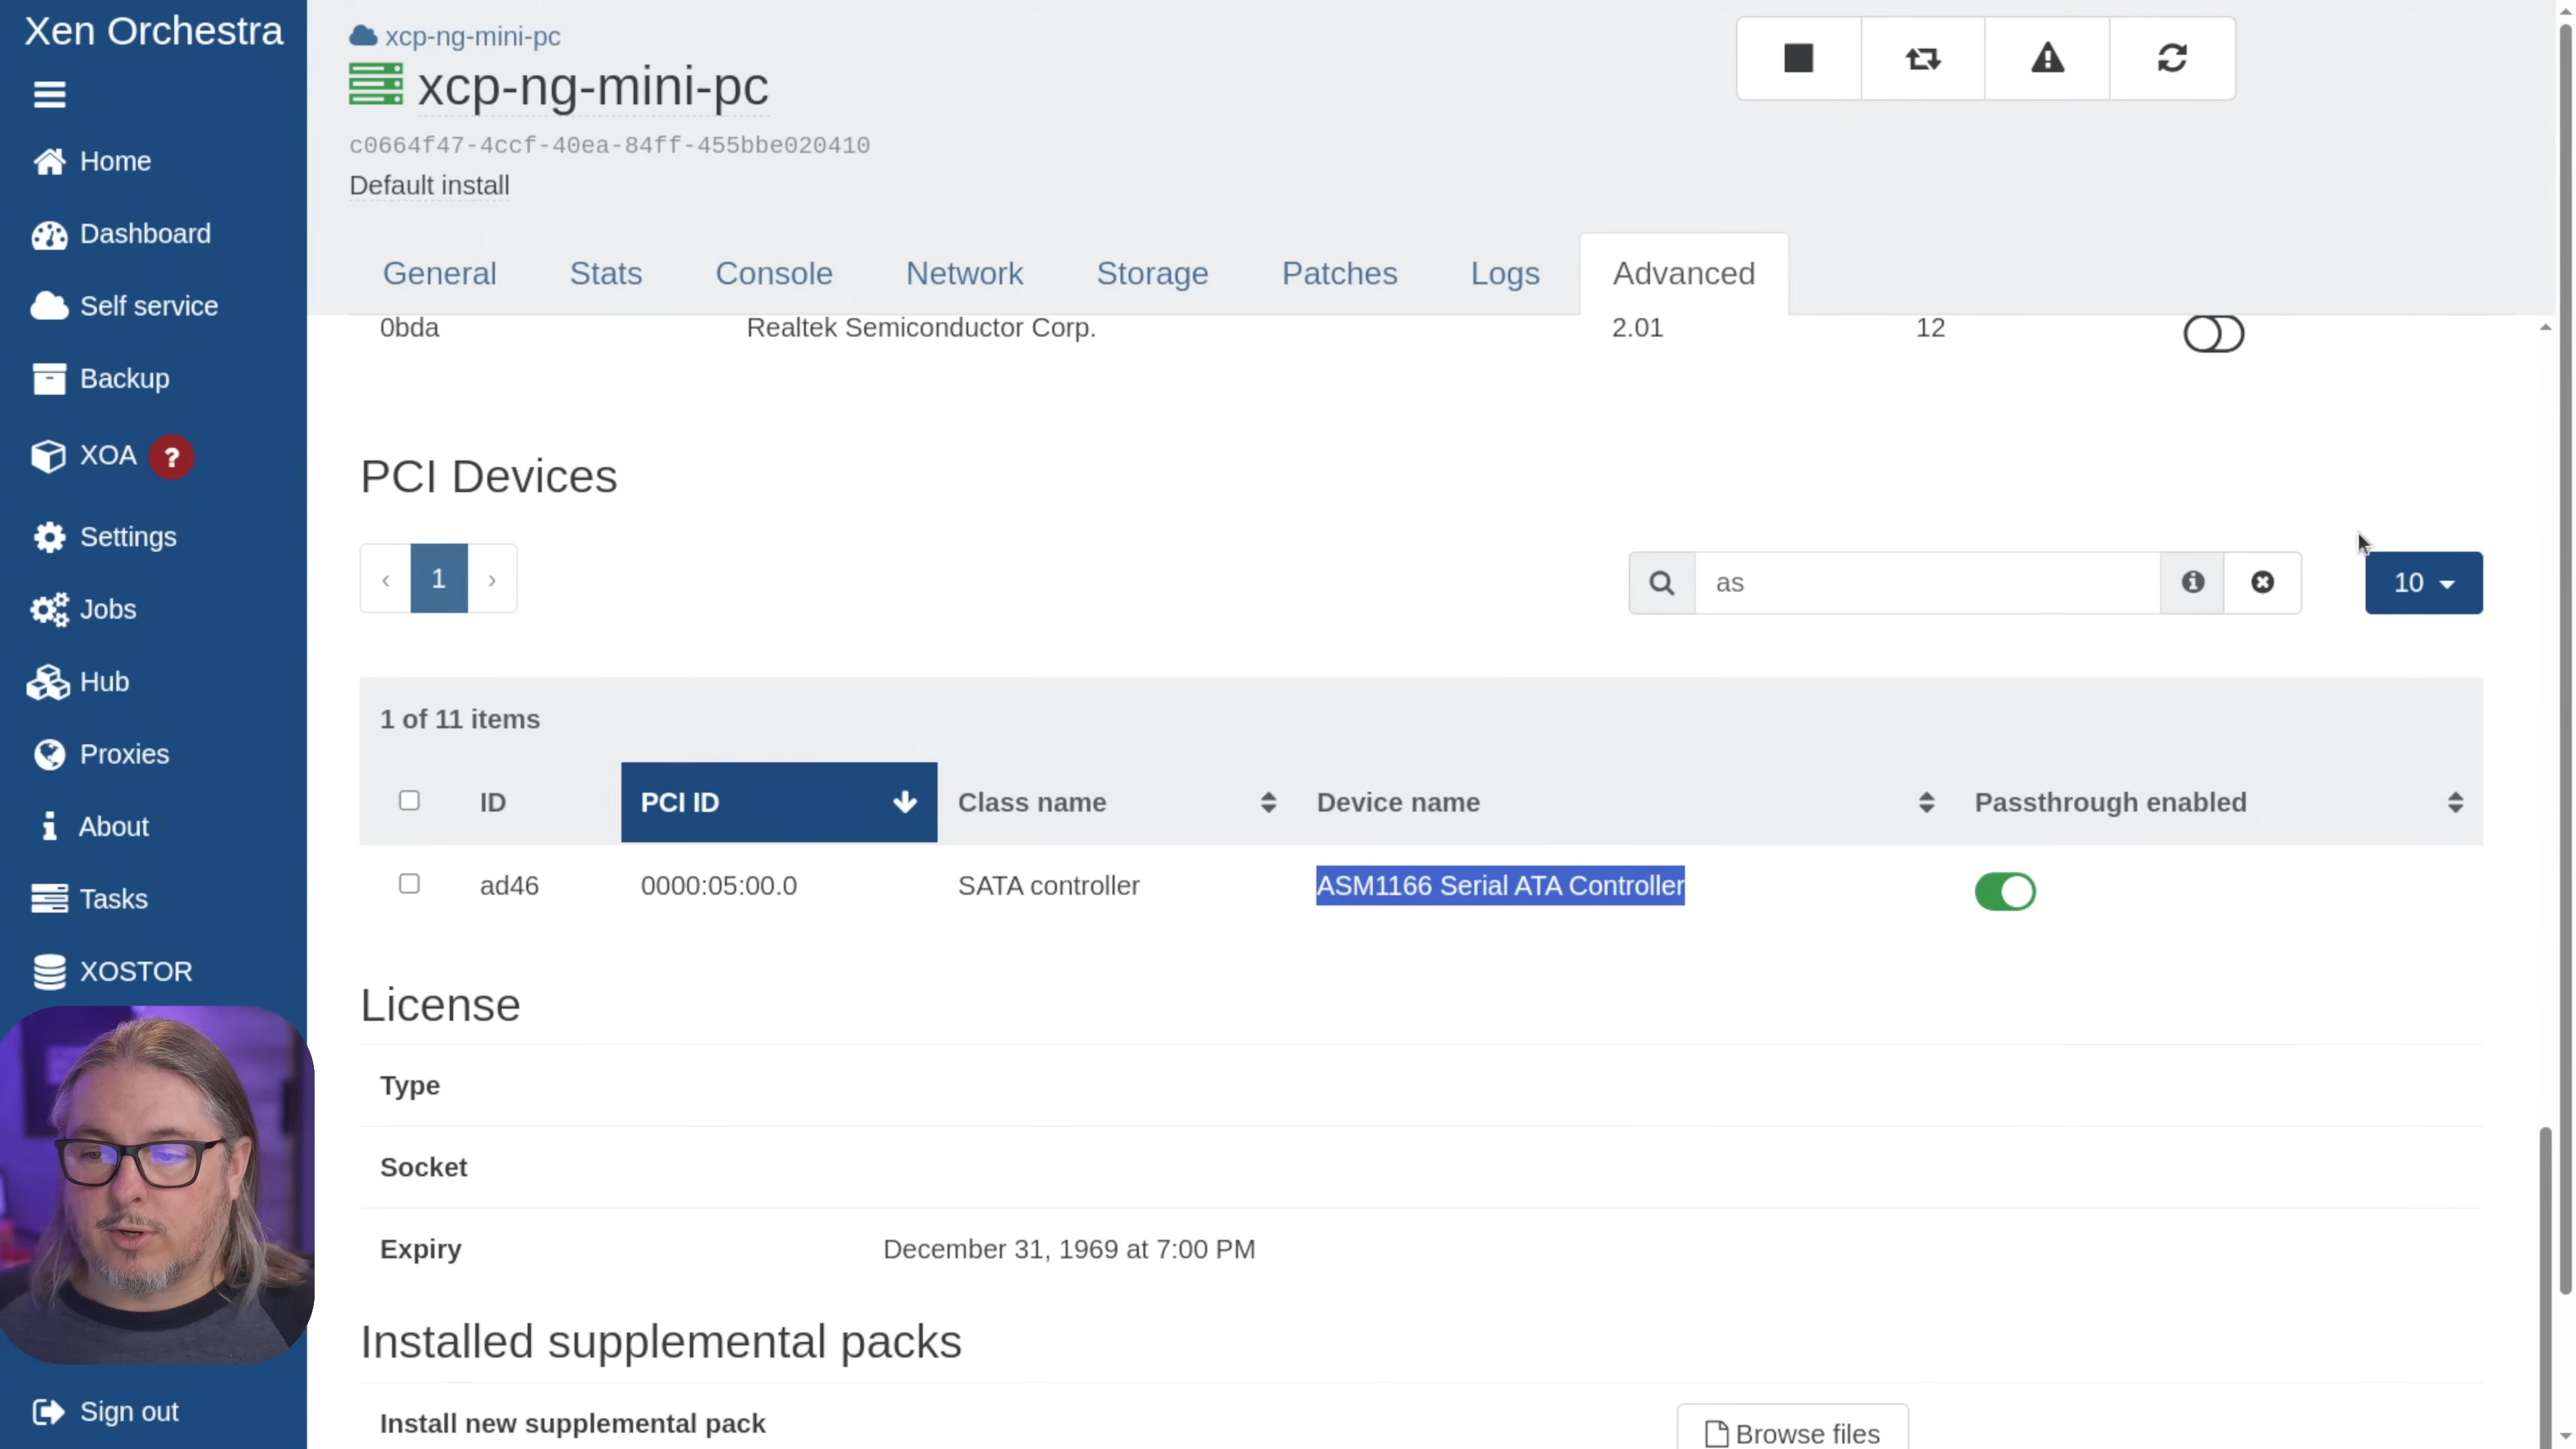 Xen Orchestra
Home
Dashboard
Self service
Backup
XOA ?
Settings
Jobs
Hub
Proxies
About
Tasks
XOSTOR
Sign out
xcp-ng-mini-pc
xcp-ng-mini-pc
c0664f47-4ccf-40ea-84ff-455bbe020410
Default install
General Stats Console Network Storage Patches Logs Advanced
0bda Realtek Semiconductor Corp. 2.01 12
PCI Devices
‹ 1 › as 10
1 of 11 items
ID PCI ID Class name Device name Passthrough enabled
ad46 0000:05:00.0 SATA controller ASM1166 Serial ATA Controller
License
Type
Socket
Expiry December 31, 1969 at 7:00 PM
Installed supplemental packs
Install new supplemental pack Browse files